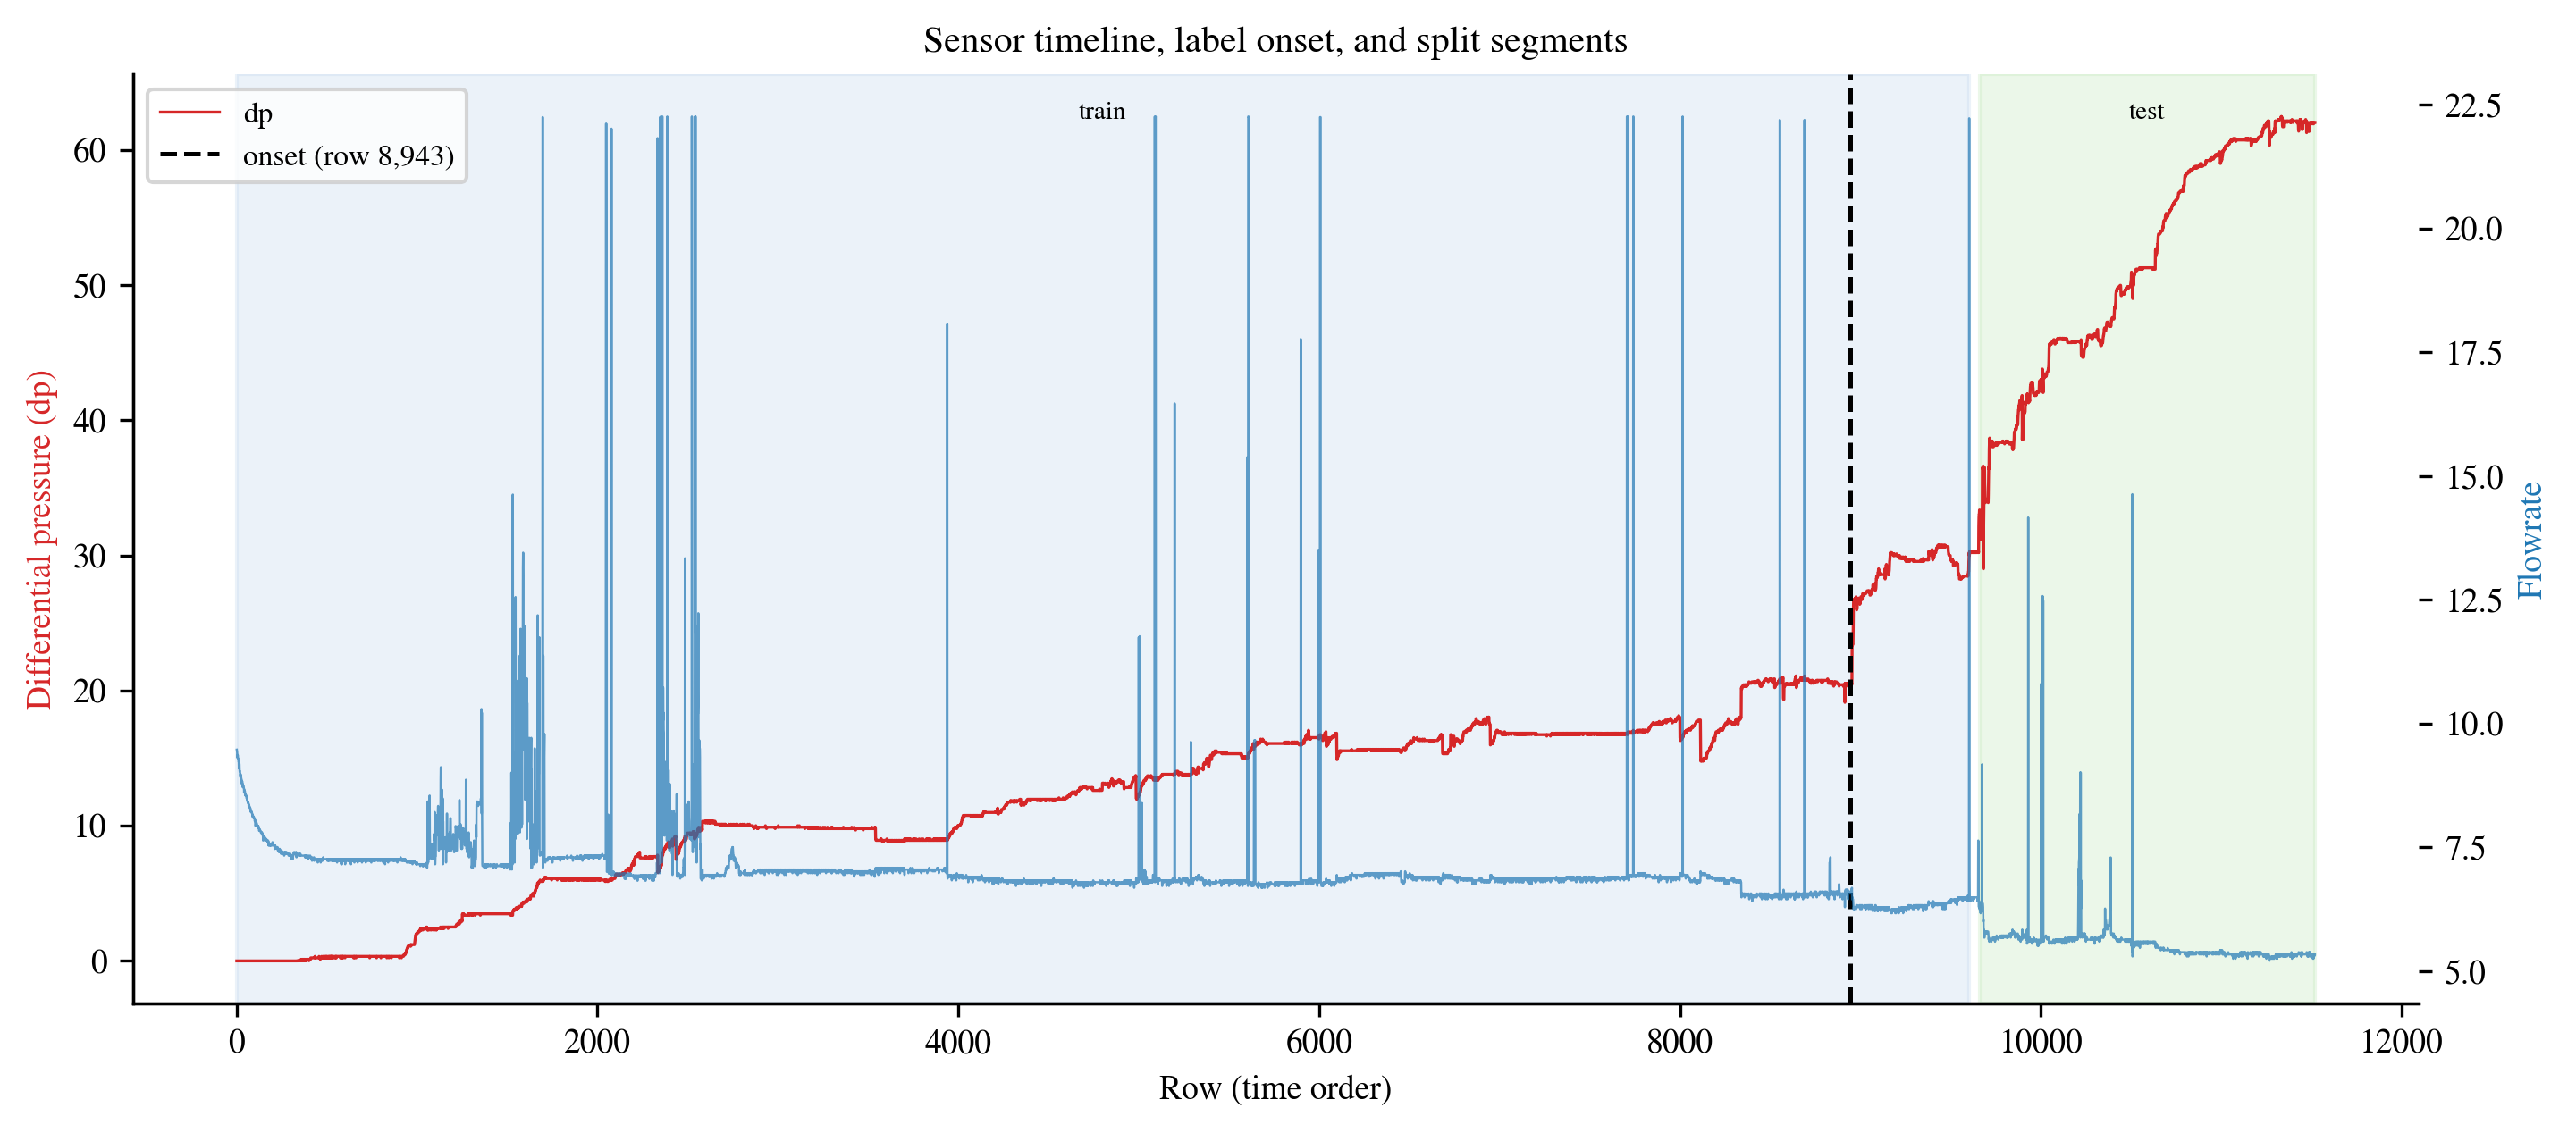 Sensor timeline, label onset, and split segments
dp
onset (row 8,943)
train
test
Differential pressure (dp)
60
50
40
30
20
10
0
22.5
20.0
17.5
15.0
12.5
10.0
7.5
5.0
Flowrate
0
2000
4000
6000
8000
10000
12000
Row (time order)